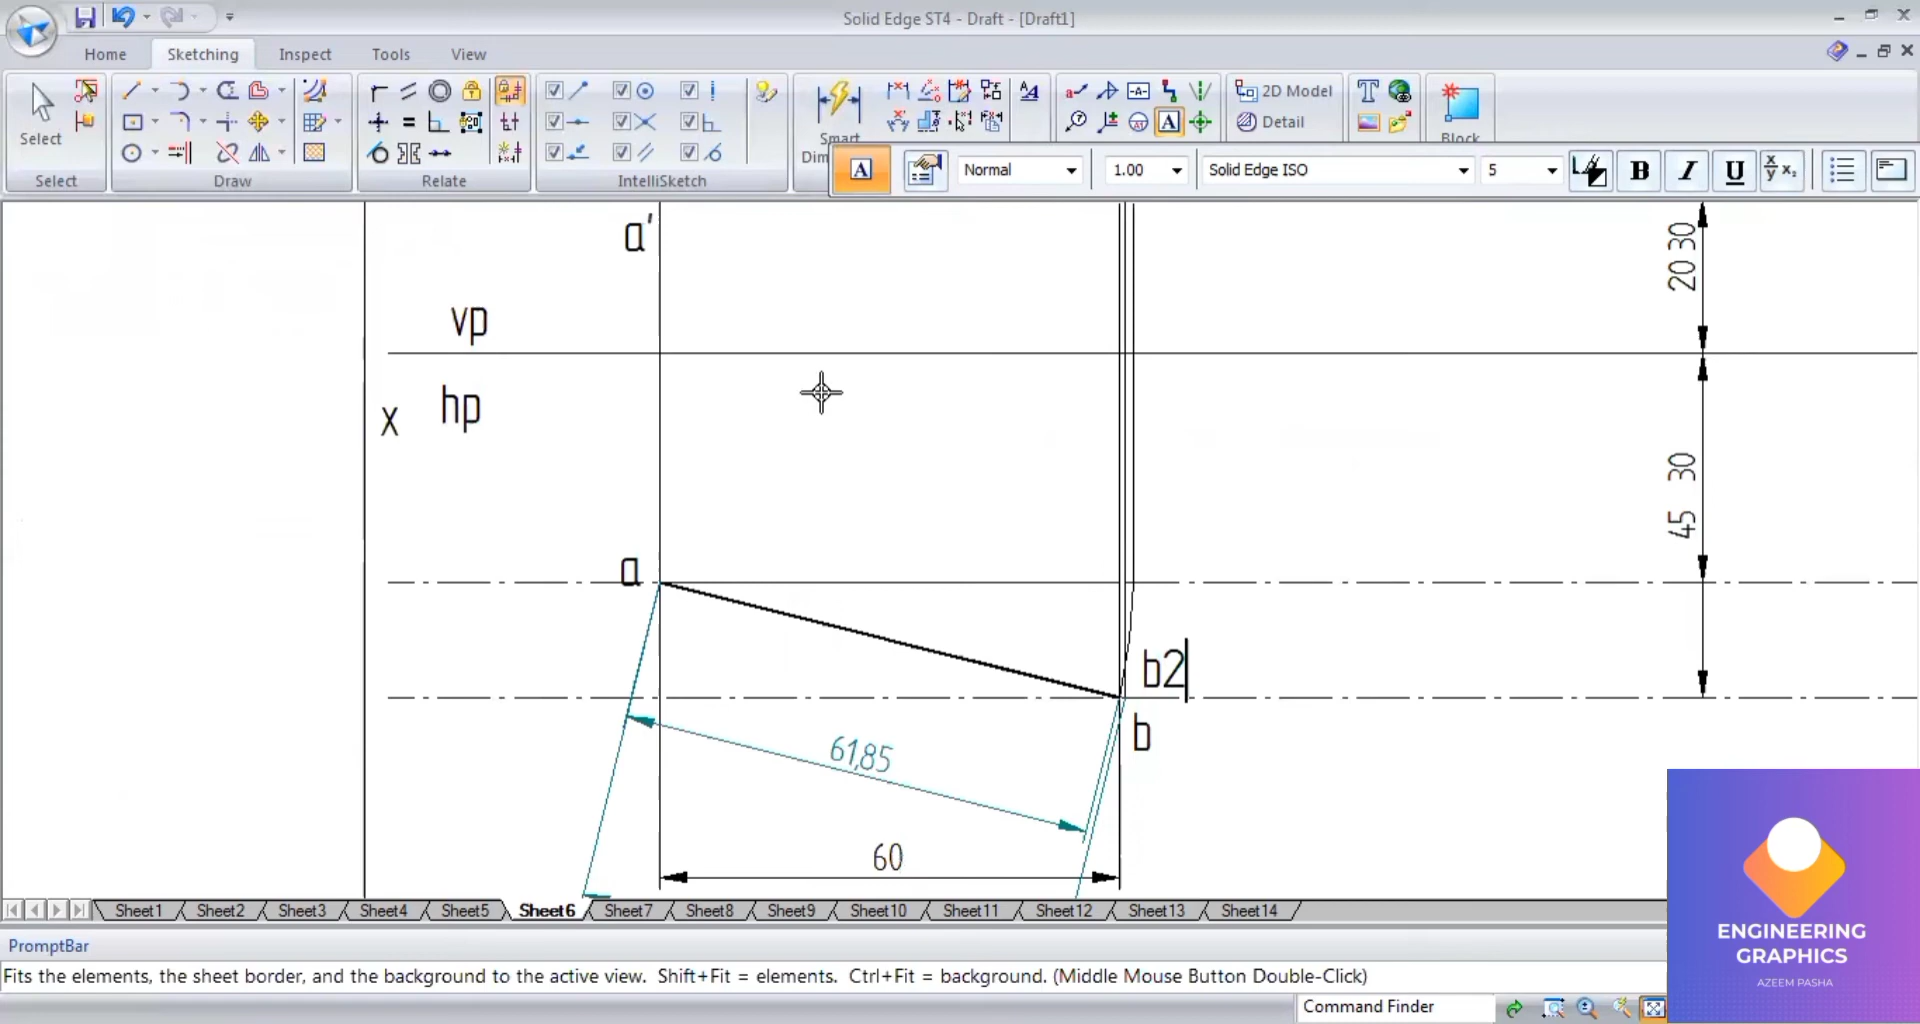 Solid Edge ST4 - Draft - [Draft1]
Home Sketching Inspect Tools View
Select
Smart
Dim
2D Model
Detail
Block
Select Draw Relate IntelliSketch
A Normal 1.00 Solid Edge ISO 5 B I U
a'
vp
hp
x
a
b2
b
61,85
60
20 30
45 30
Sheet1 Sheet2 Sheet3 Sheet4 Sheet5 Sheet6 Sheet7 Sheet8 Sheet9 Sheet10 Sheet11 Sheet12 Sheet13 Sheet14
PromptBar
Fits the elements, the sheet border, and the background to the active view. Shift+Fit = elements. Ctrl+Fit = background. (Middle Mouse Button Double-Click)
Command Finder
ENGINEERING
GRAPHICS
AZEEM PASHA